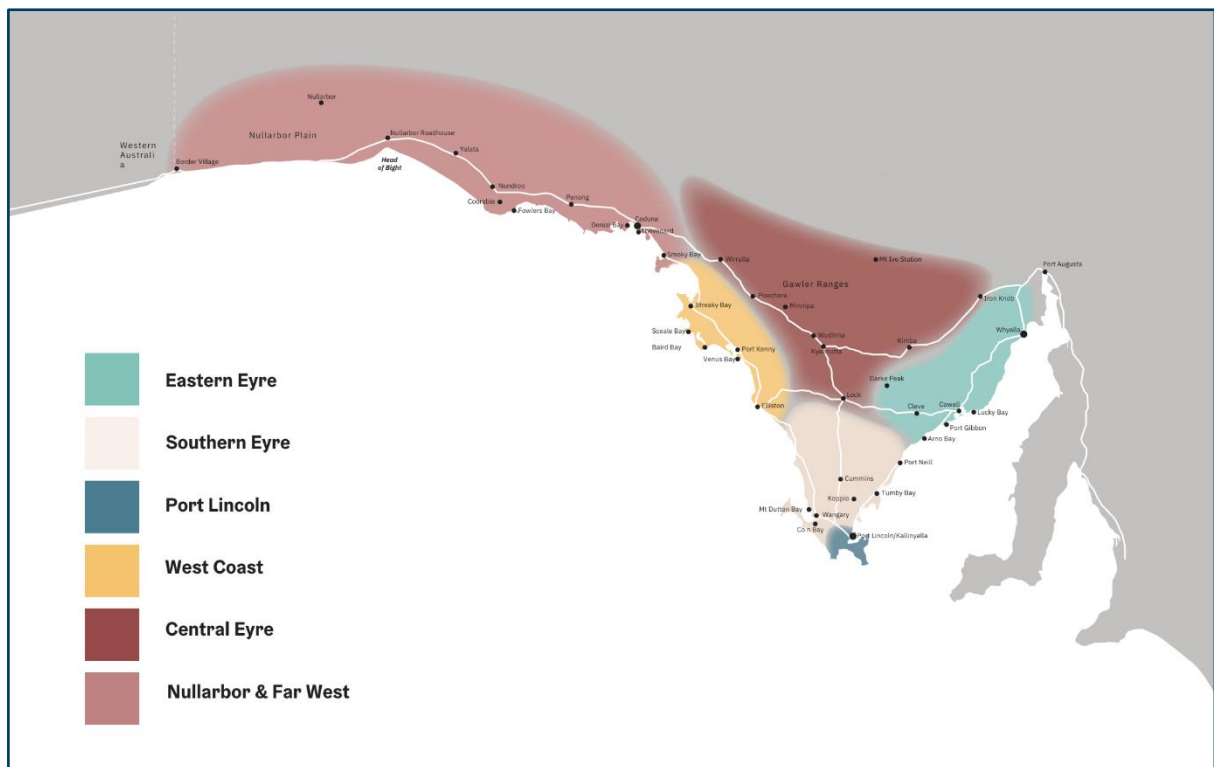 Nullarbor
Nullarbor Plain
Nullarbor Roadhouse
Western
Australi
a
Border Village
Head
of Bight
Yalata
Nundroo
Coorabie
Fowlers Bay
Penong
Ceduna
Denial Bay
Thevenard
Smoky Bay
Wirrulla
Mt Ive Station
Port Augusta
Gawler Ranges
Poochera
Minnipa
Iron Knob
Streaky Bay
Sceale Bay
Baird Bay
Port Kenny
Venus Bay
Wudinna
Kyancutta
Kimba
Whyalla
Darke Peak
Elliston
Lock
Cleve
Cowell
Lucky Bay
Port Gibbon
Arno Bay
Port Neill
Cummins
Koppio
Tumby Bay
Mt Dutton Bay
Wangary
Port Lincoln/Kallinyalla
Eastern Eyre
Southern Eyre
Port Lincoln
West Coast
Central Eyre
Nullarbor & Far West